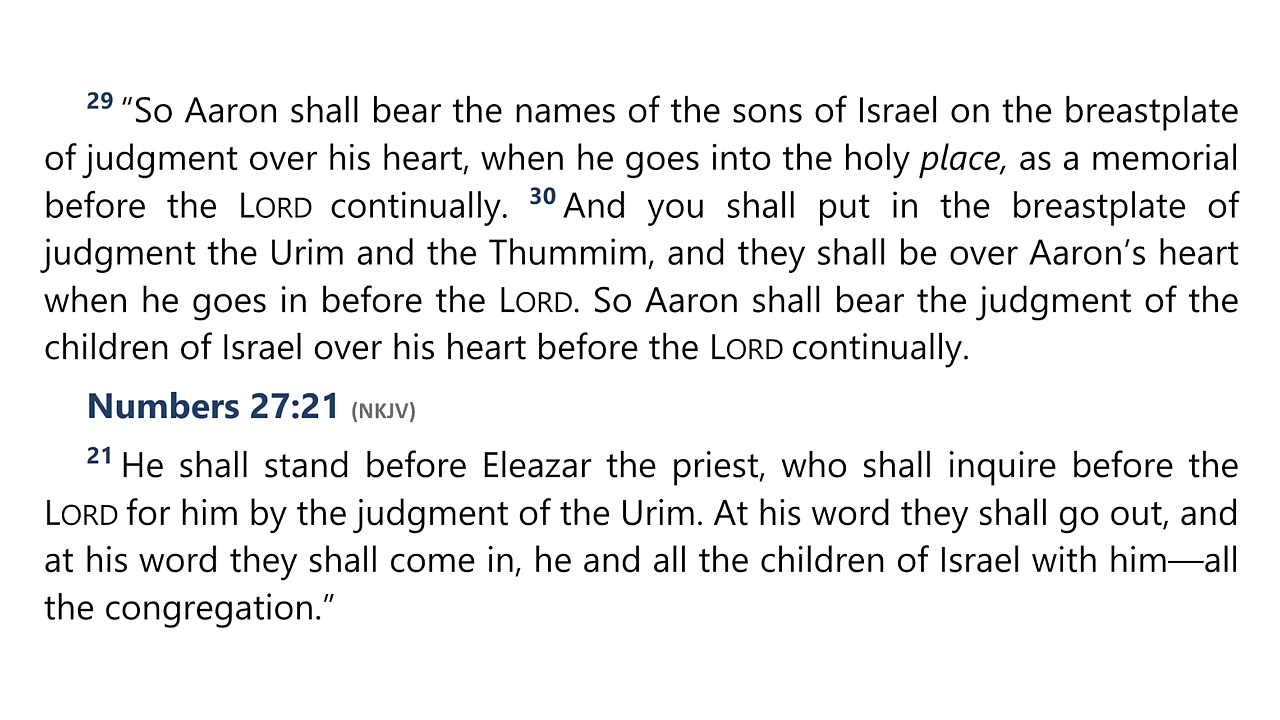 29 “So Aaron shall bear the names of the sons of Israel on the breastplate
of judgment over his heart, when he goes into the holy place, as a memorial
before the LORD continually. 30 And you shall put in the breastplate of
judgment the Urim and the Thummim, and they shall be over Aaron’s heart
when he goes in before the LORD. So Aaron shall bear the judgment of the
children of Israel over his heart before the LORD continually.
Numbers 27:21 (NKJV)
21 He shall stand before Eleazar the priest, who shall inquire before the
LORD for him by the judgment of the Urim. At his word they shall go out, and
at his word they shall come in, he and all the children of Israel with him—all
the congregation.”